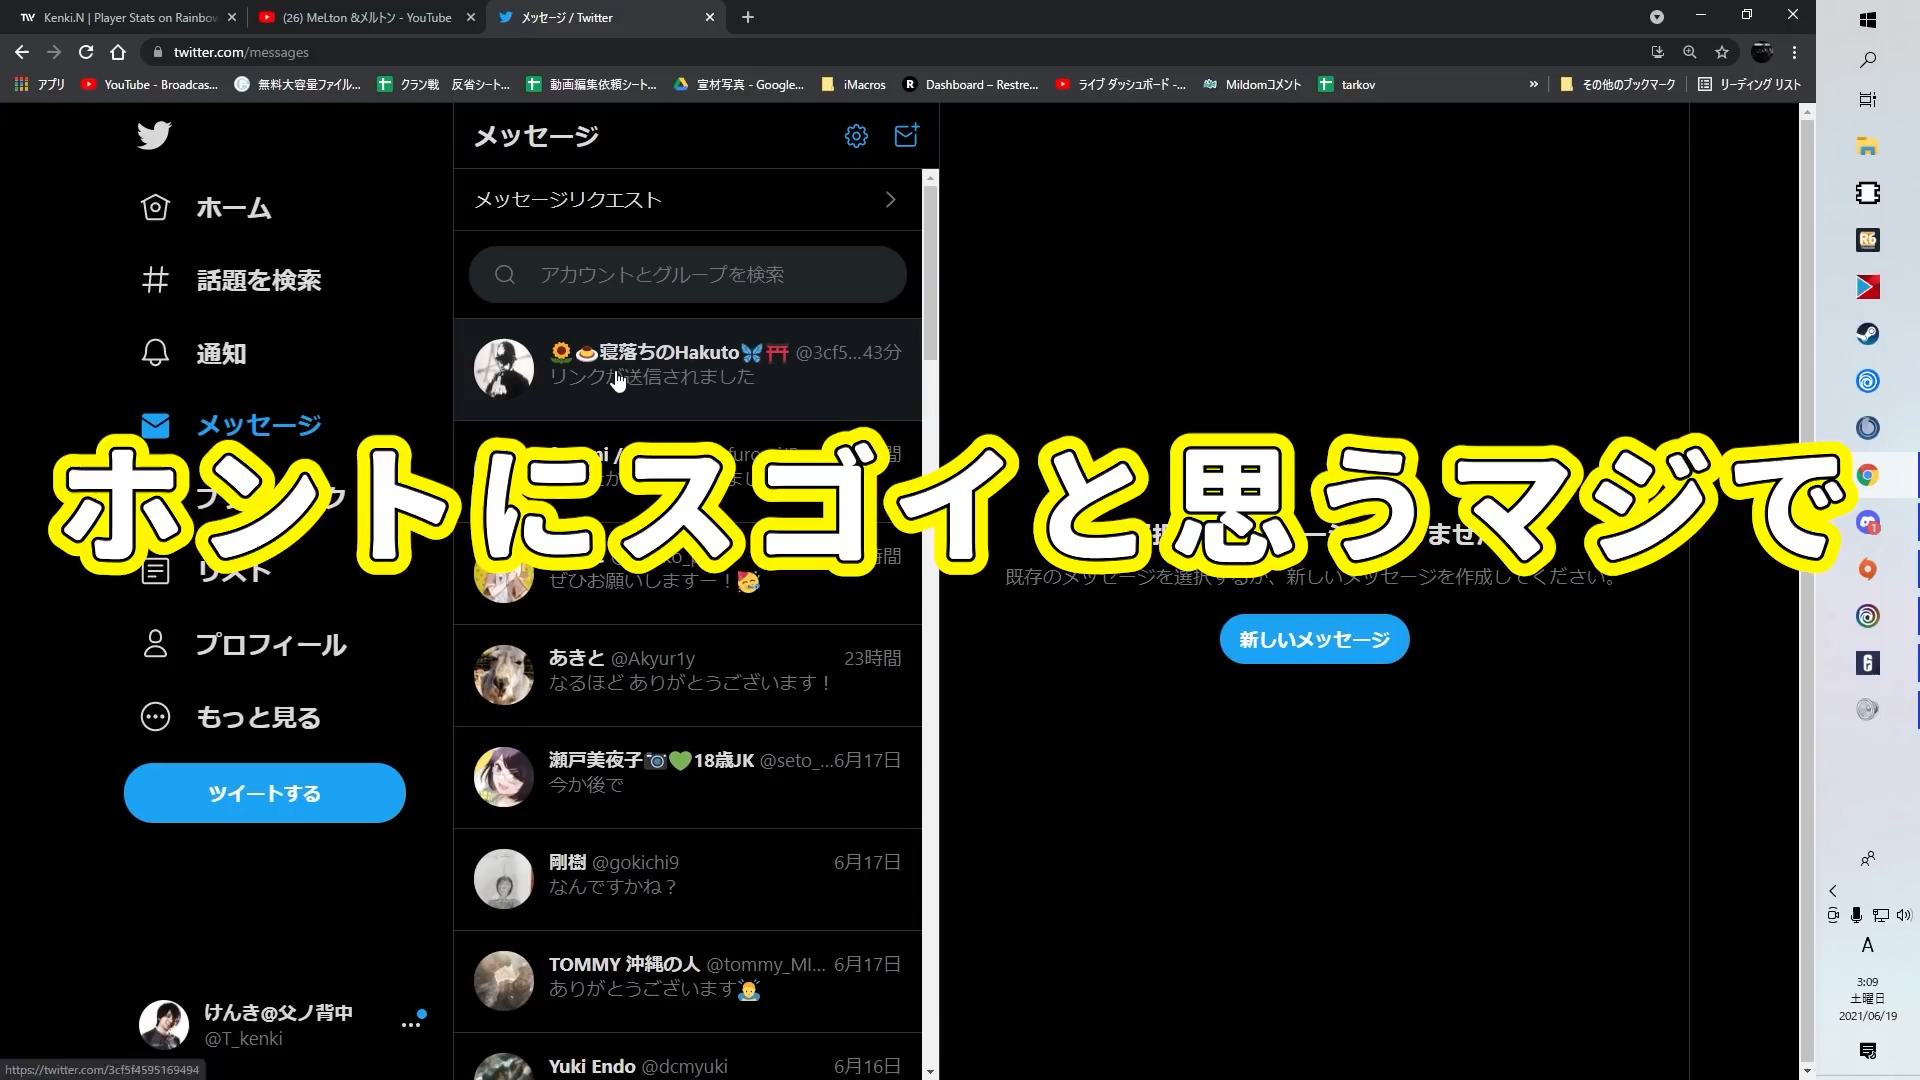 Kenki.N | Player Stats on Rainbow
(26) MeLton &メルトン - YouTube
メッセージ / Twitter
twitter.com/messages
アプリ
YouTube - Broadcas...
無料大容量ファイル...
クラン戦 反省シート...
動画編集依頼シート...
宣材写真 - Google...
iMacros
Dashboard – Restre...
ライブ ダッシュボード -...
Mildomコメント
tarkov
»
その他のブックマーク
リーディング リスト
ホーム
話題を検索
通知
メッセージ
リスト
プロフィール
もっと見る
ツイートする
けんき@父ノ背中
@T_kenki
https://twitter.com/3cf5f4595169494
メッセージ
メッセージリクエスト
アカウントとグループを検索
🌻🍮寝落ちのHakuto🦋⛩ @3cf5...43分
リンクが送信されました
ホントにスゴイと思うマジで
ぜひお願いしますー！🥳
あきと @Akyur1y 23時間
なるほど ありがとうございます！
瀬戸美夜子📷💚18歳JK @seto_...6月17日
今か後で
剛樹 @gokichi9 6月17日
なんですかね？
TOMMY 沖縄の人 @tommy_MI... 6月17日
ありがとうございます🙇
Yuki Endo @dcmyuki 6月16日
既存のメッセージを選択するか、新しいメッセージを作成してください。
新しいメッセージ
A
3:09
土曜日
2021/06/19